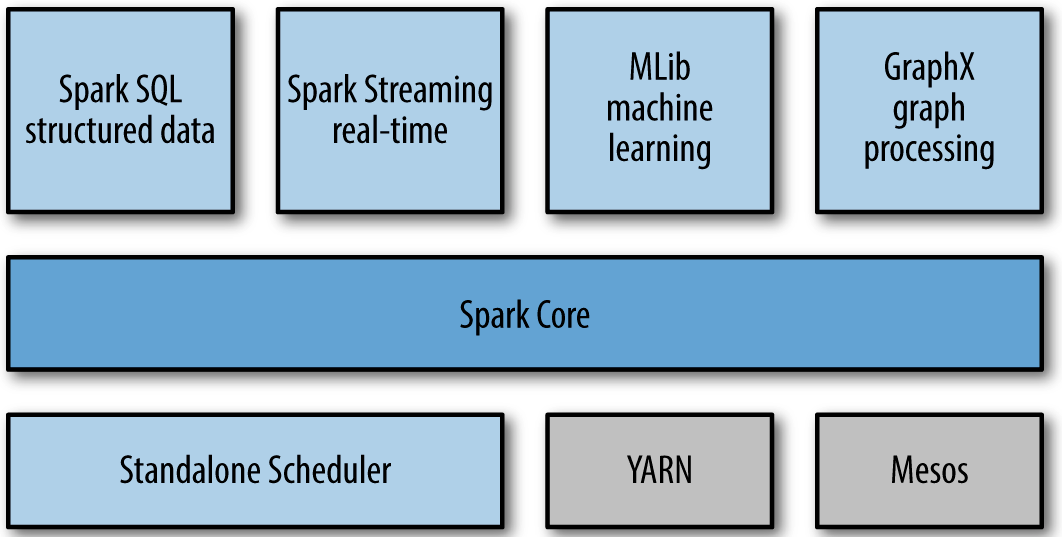 Spark SQL
structured data
Spark Streaming
real-time
MLib
machine
learning
GraphX
graph
processing
Spark Core
Standalone Scheduler
YARN
Mesos